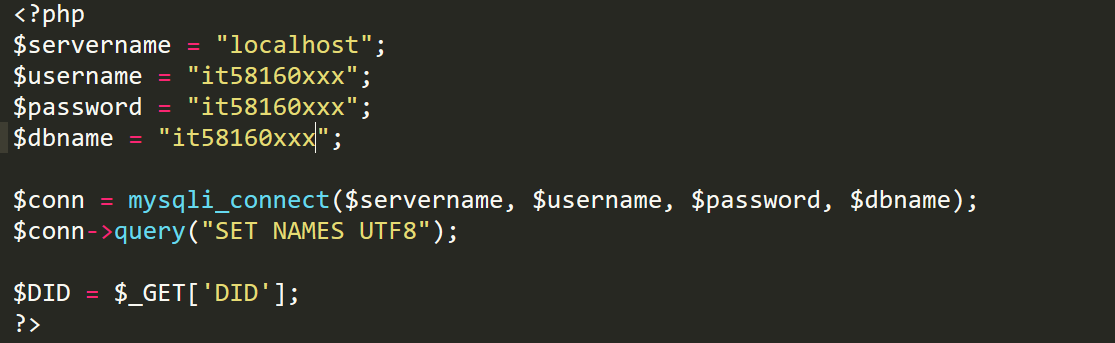 <?php
$servername = "localhost";
$username = "it58160xxx";
$password = "it58160xxx";
$dbname = "it58160xxx";
$conn = mysqli_connect($servername, $username, $password, $dbname);
$conn->query("SET NAMES UTF8");
$DID = $_GET['DID'];
?>